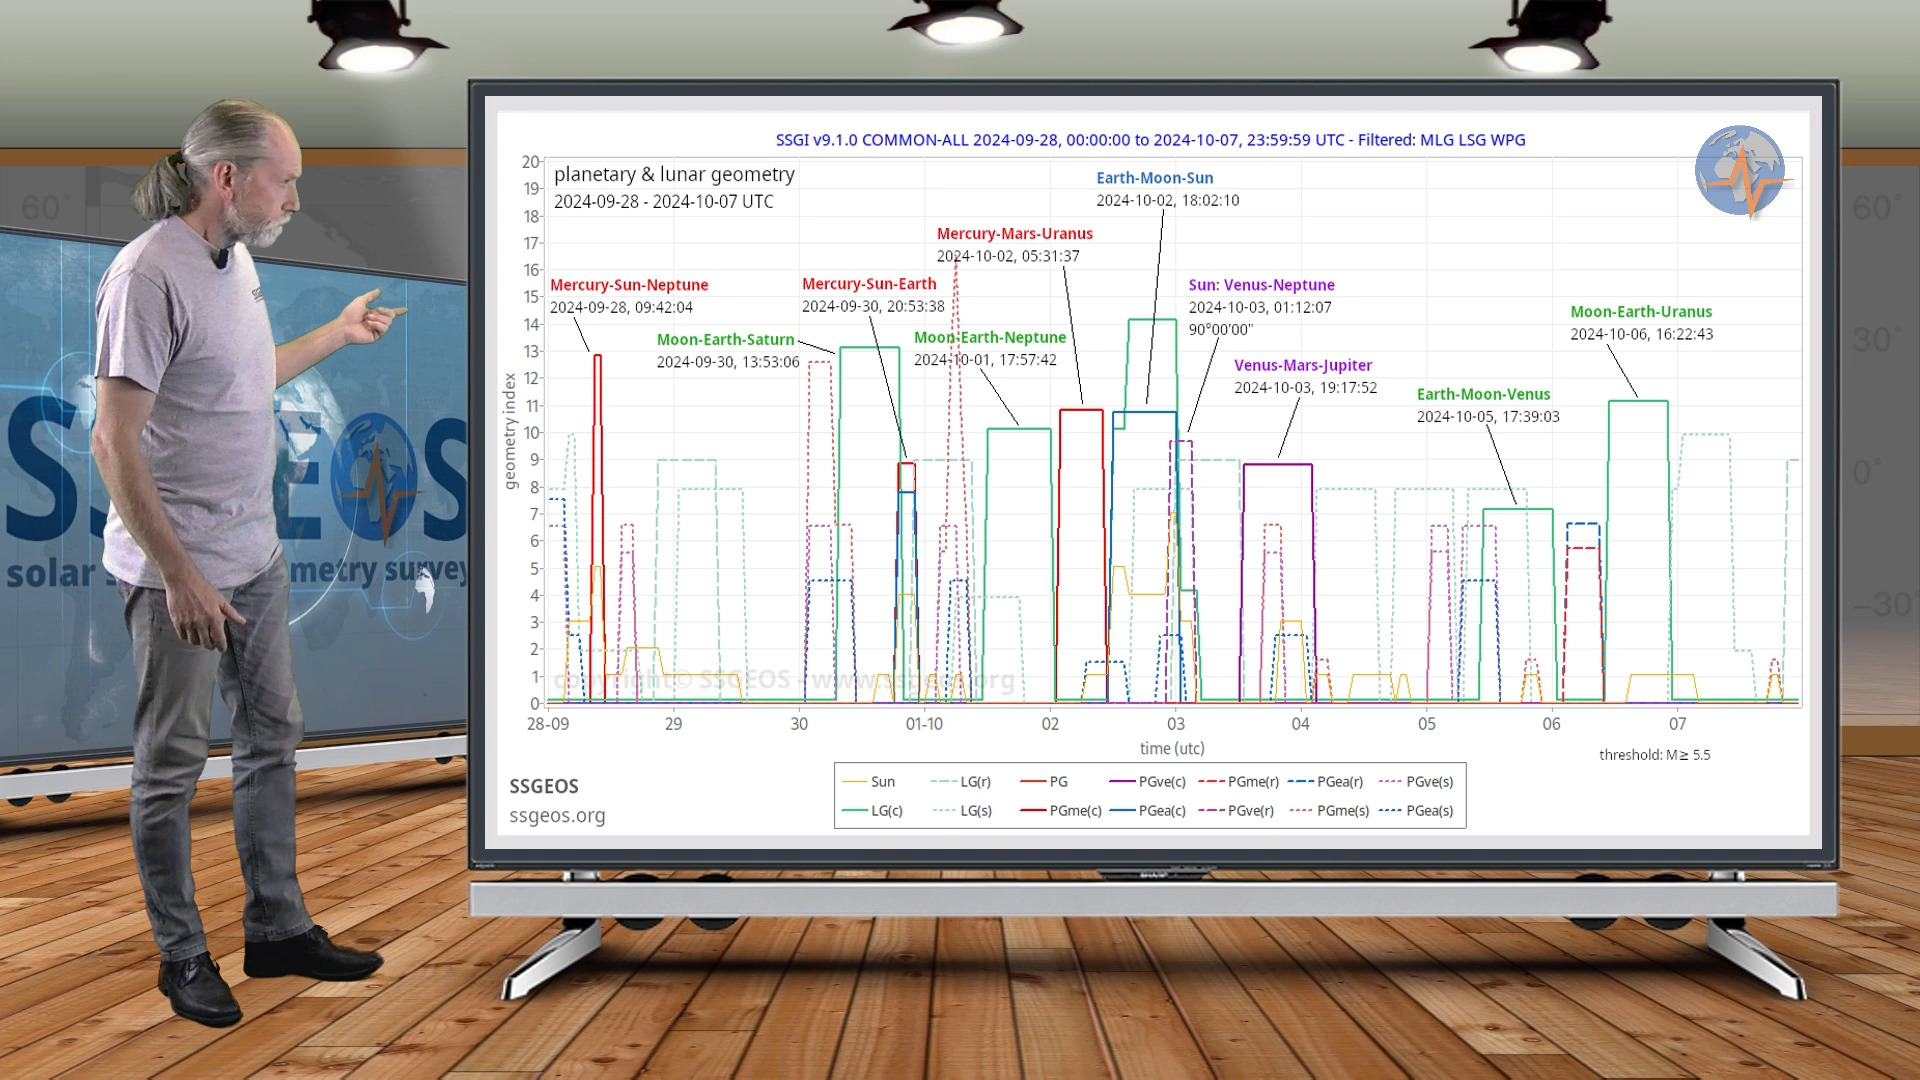 SSGI v9.1.0 COMMON-ALL 2024-09-28, 00:00:00 to 2024-10-07, 23:59:59 UTC - Filtered: MLG LSG WPG
planetary & lunar geometry
2024-09-28 - 2024-10-07 UTC
Earth-Moon-Sun
2024-10-02, 18:02:10
Mercury-Mars-Uranus
2024-10-02, 05:31:37
Mercury-Sun-Neptune
2024-09-28, 09:42:04
Mercury-Sun-Earth
2024-09-30, 20:53:38
Sun: Venus-Neptune
2024-10-03, 01:12:07
90°00'00"
Moon-Earth-Uranus
2024-10-06, 16:22:43
Moon-Earth-Saturn
2024-09-30, 13:53:06
Moon-Earth-Neptune
2024-10-01, 17:57:42
Venus-Mars-Jupiter
2024-10-03, 19:17:52
Earth-Moon-Venus
2024-10-05, 17:39:03
geometry index
20
19
18
17
16
15
14
13
12
11
10
9
8
7
6
5
4
3
2
1
0
copyright© SSGEOS - www.ssgeos.org
28-09 29 30 01-10 02 03 04 05 06 07
time (utc)
threshold: M≥ 5.5
SSGEOS
ssgeos.org
Sun LG(r) PG PGve(c) PGme(r) PGea(r) PGve(s)
LG(c) LG(s) PGme(c) PGea(c) PGve(r) PGme(s) PGea(s)
SHARP
60°
60°
30°
0°
-30°
solar
metry survey